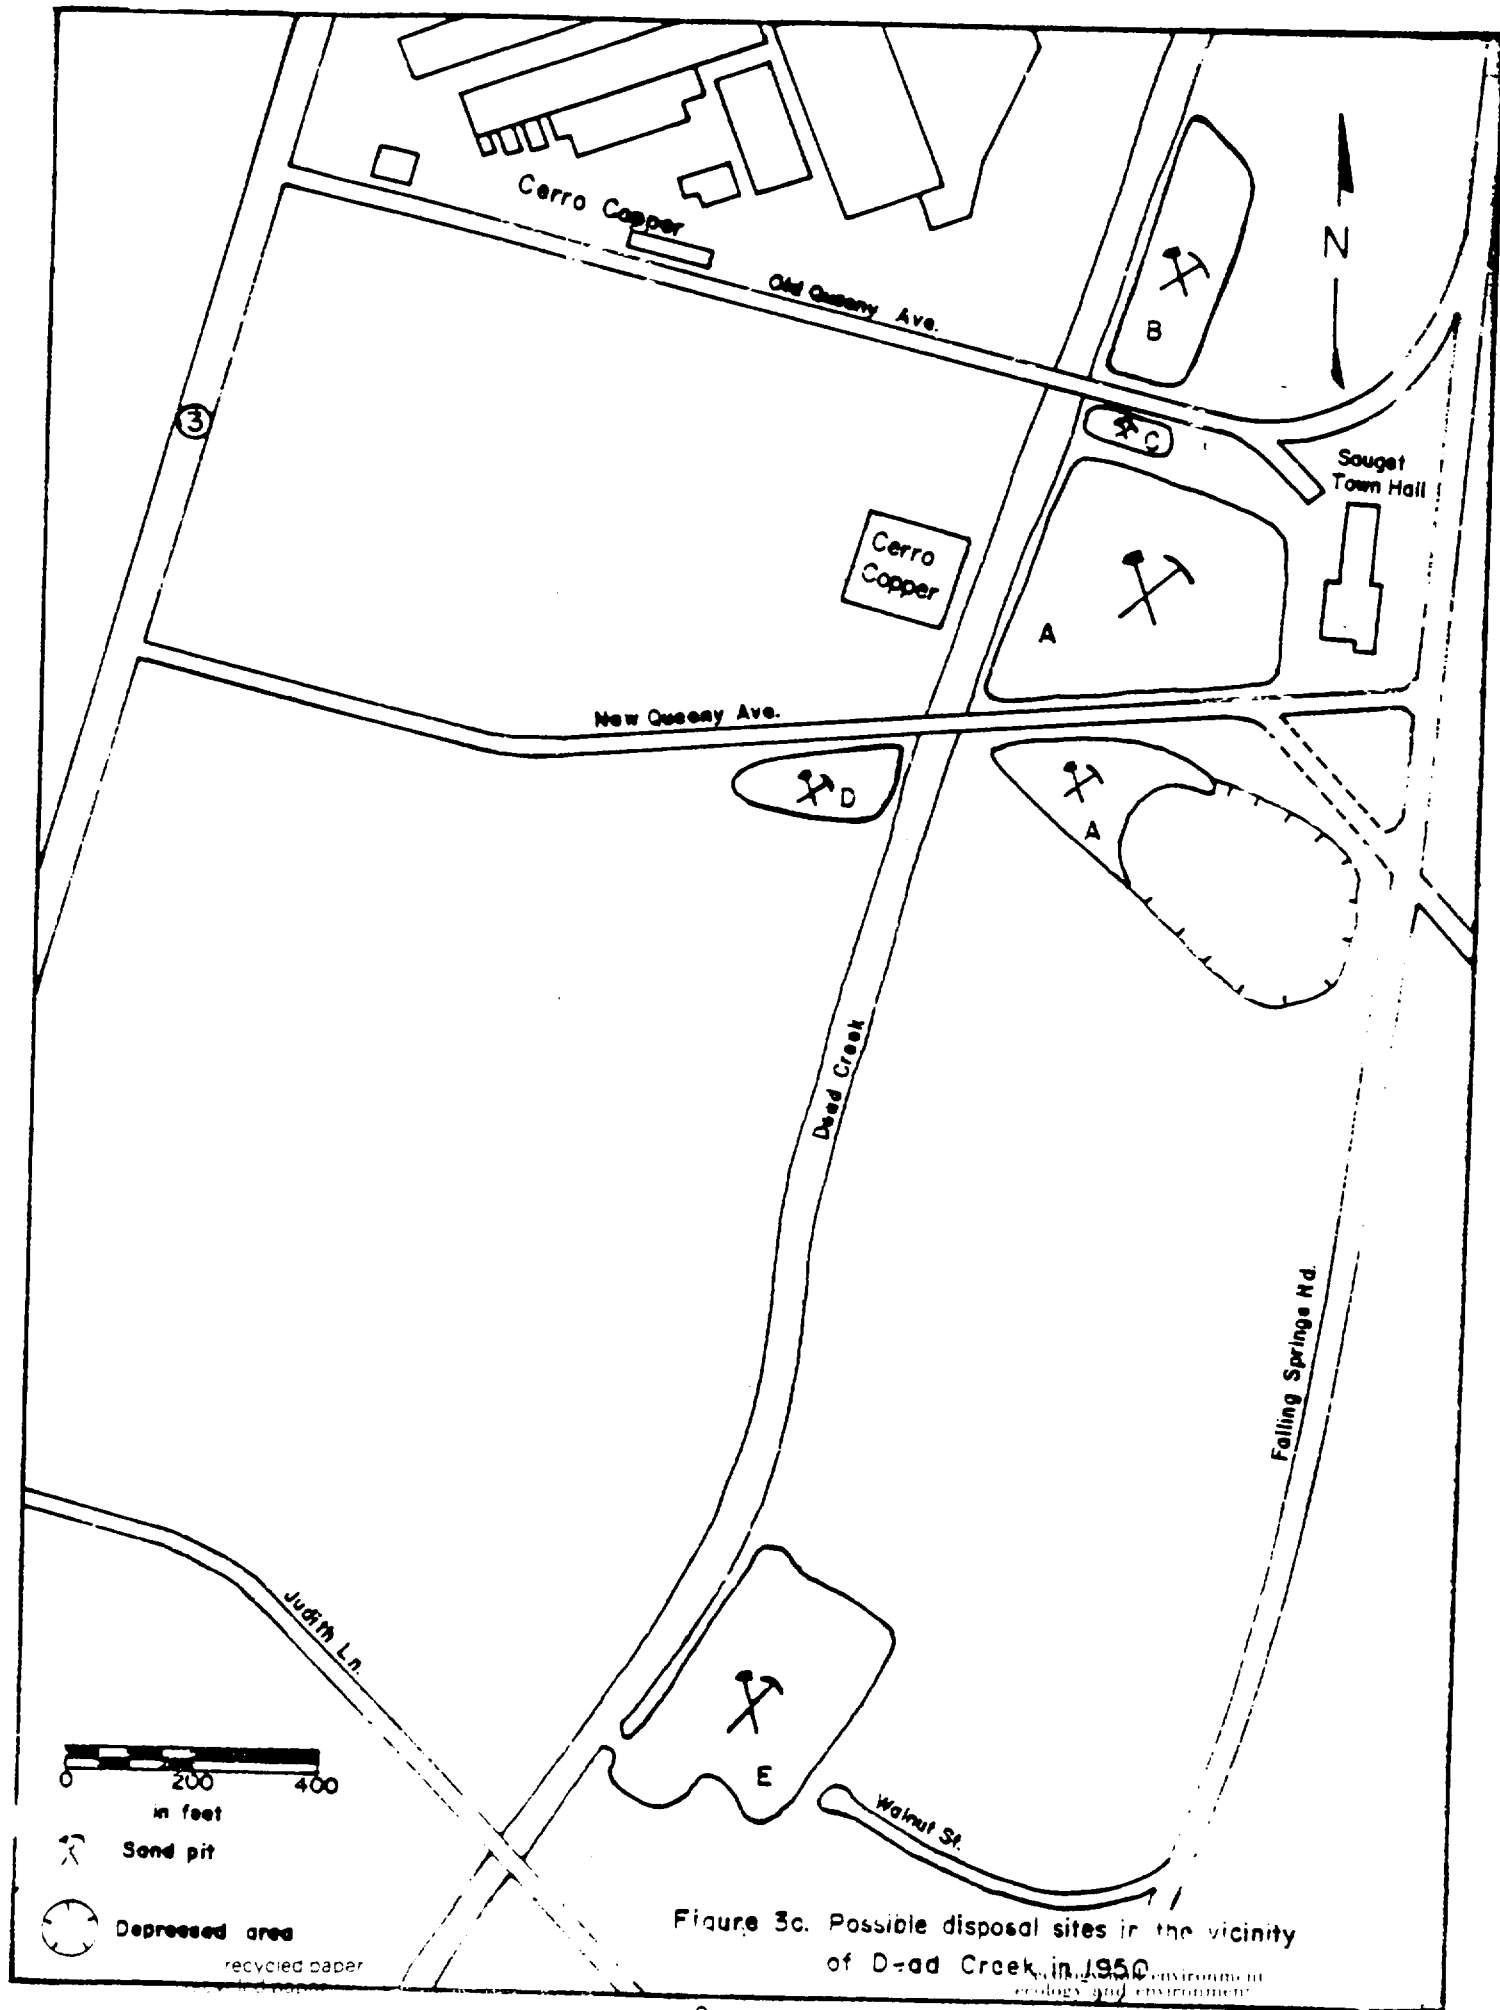 Cerro Copper
Old Queeny Ave.
N
B
3
C
Sauget
Town Hall
Cerro
Copper
A
New Queeny Ave.
D
A
Dead Creek
Falling Springs Rd.
Judith Ln.
E
Walnut St.
0 200 400
in feet
Sand pit
Depressed area
Figure 3c. Possible disposal sites in the vicinity
of Dead Creek in 1950
recycled paper
ecology and environment